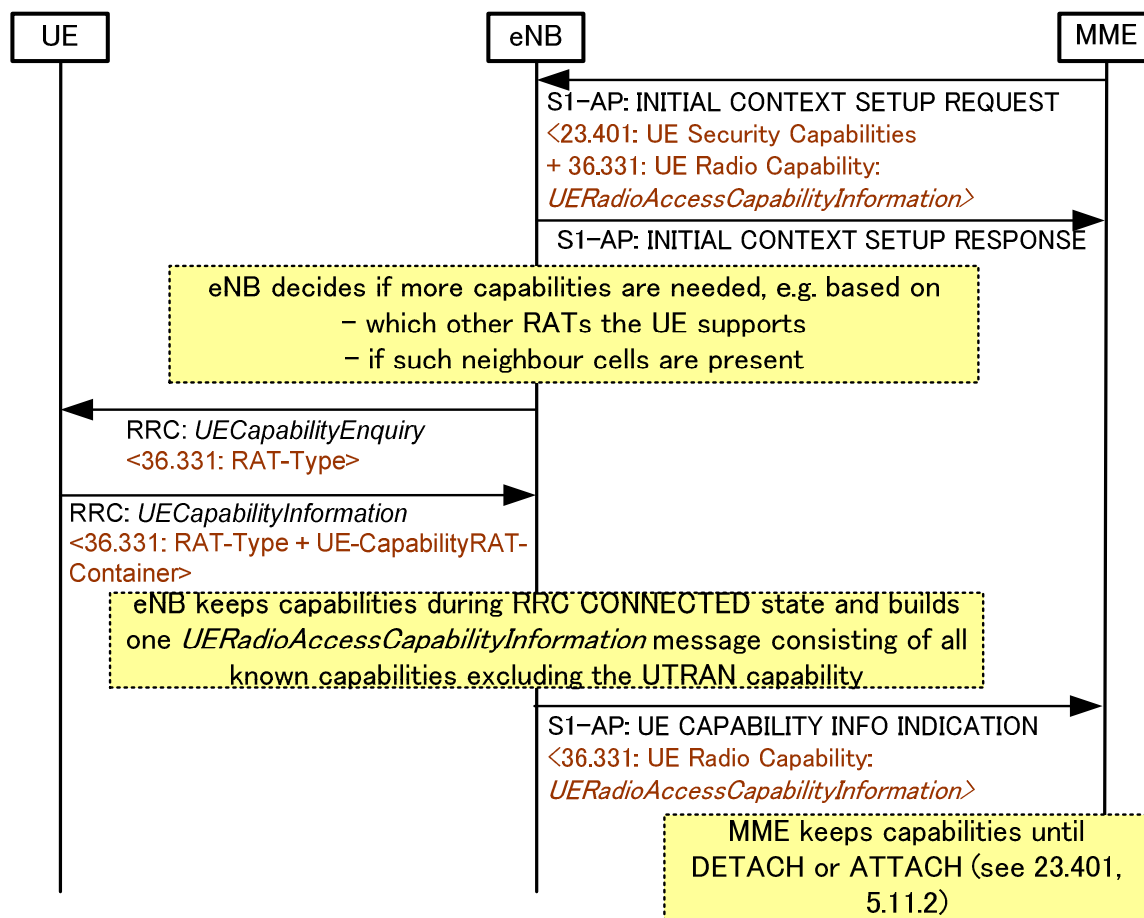 UE
eNB
MME
S1-AP: INITIAL CONTEXT SETUP REQUEST
<23.401: UE Security Capabilities
+ 36.331: UE Radio Capability:
UERadioAccessCapabilityInformation>
S1-AP: INITIAL CONTEXT SETUP RESPONSE
eNB decides if more capabilities are needed, e.g. based on
- which other RATs the UE supports
- if such neighbour cells are present
RRC: UECapabilityEnquiry
<36.331: RAT-Type>
RRC: UECapabilityInformation
<36.331: RAT-Type + UE-CapabilityRAT-
Container>
eNB keeps capabilities during RRC CONNECTED state and builds
one UERadioAccessCapabilityInformation message consisting of all
known capabilities excluding the UTRAN capability
S1-AP: UE CAPABILITY INFO INDICATION
<36.331: UE Radio Capability:
UERadioAccessCapabilityInformation>
MME keeps capabilities until
DETACH or ATTACH (see 23.401,
5.11.2)